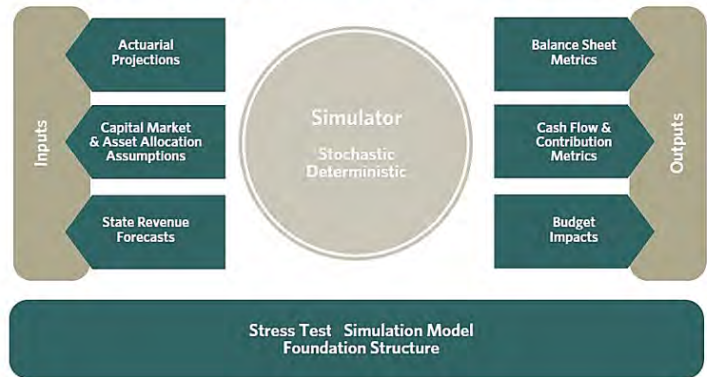 Inputs
Actuarial
Projections
Capital Market
& Asset Allocation
Assumptions
State Revenue
Forecasts
Simulator
Stochastic
Deterministic
Balance Sheet
Metrics
Cash Flow &
Contribution
Metrics
Budget
Impacts
Outputs
Stress Test Simulation Model
Foundation Structure